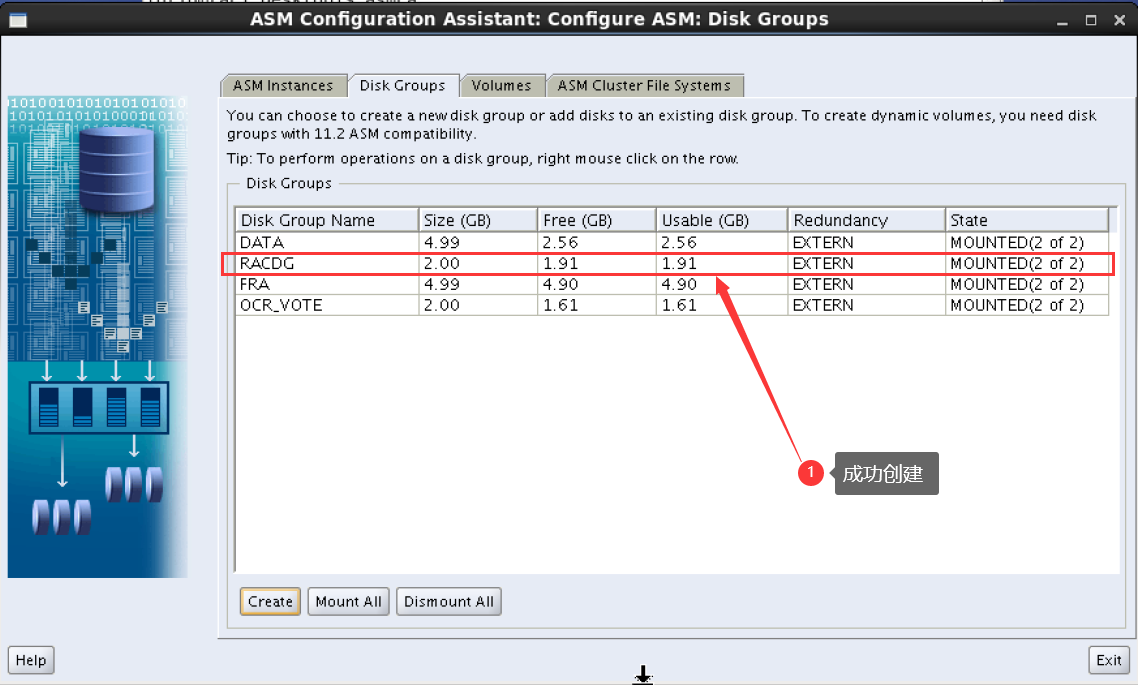 ASM Configuration Assistant: Configure ASM: Disk Groups
ASM Instances Disk Groups Volumes ASM Cluster File Systems
You can choose to create a new disk group or add disks to an existing disk group. To create dynamic volumes, you need disk
groups with 11.2 ASM compatibility.
Tip: To perform operations on a disk group, right mouse click on the row.
Disk Groups
Disk Group Name Size (GB) Free (GB) Usable (GB) Redundancy State
DATA 4.99 2.56 2.56 EXTERN MOUNTED(2 of 2)
RACDG 2.00 1.91 1.91 EXTERN MOUNTED(2 of 2)
FRA 4.99 4.90 4.90 EXTERN MOUNTED(2 of 2)
OCR_VOTE 2.00 1.61 1.61 EXTERN MOUNTED(2 of 2)
1 成功创建
Create Mount All Dismount All
Help Exit